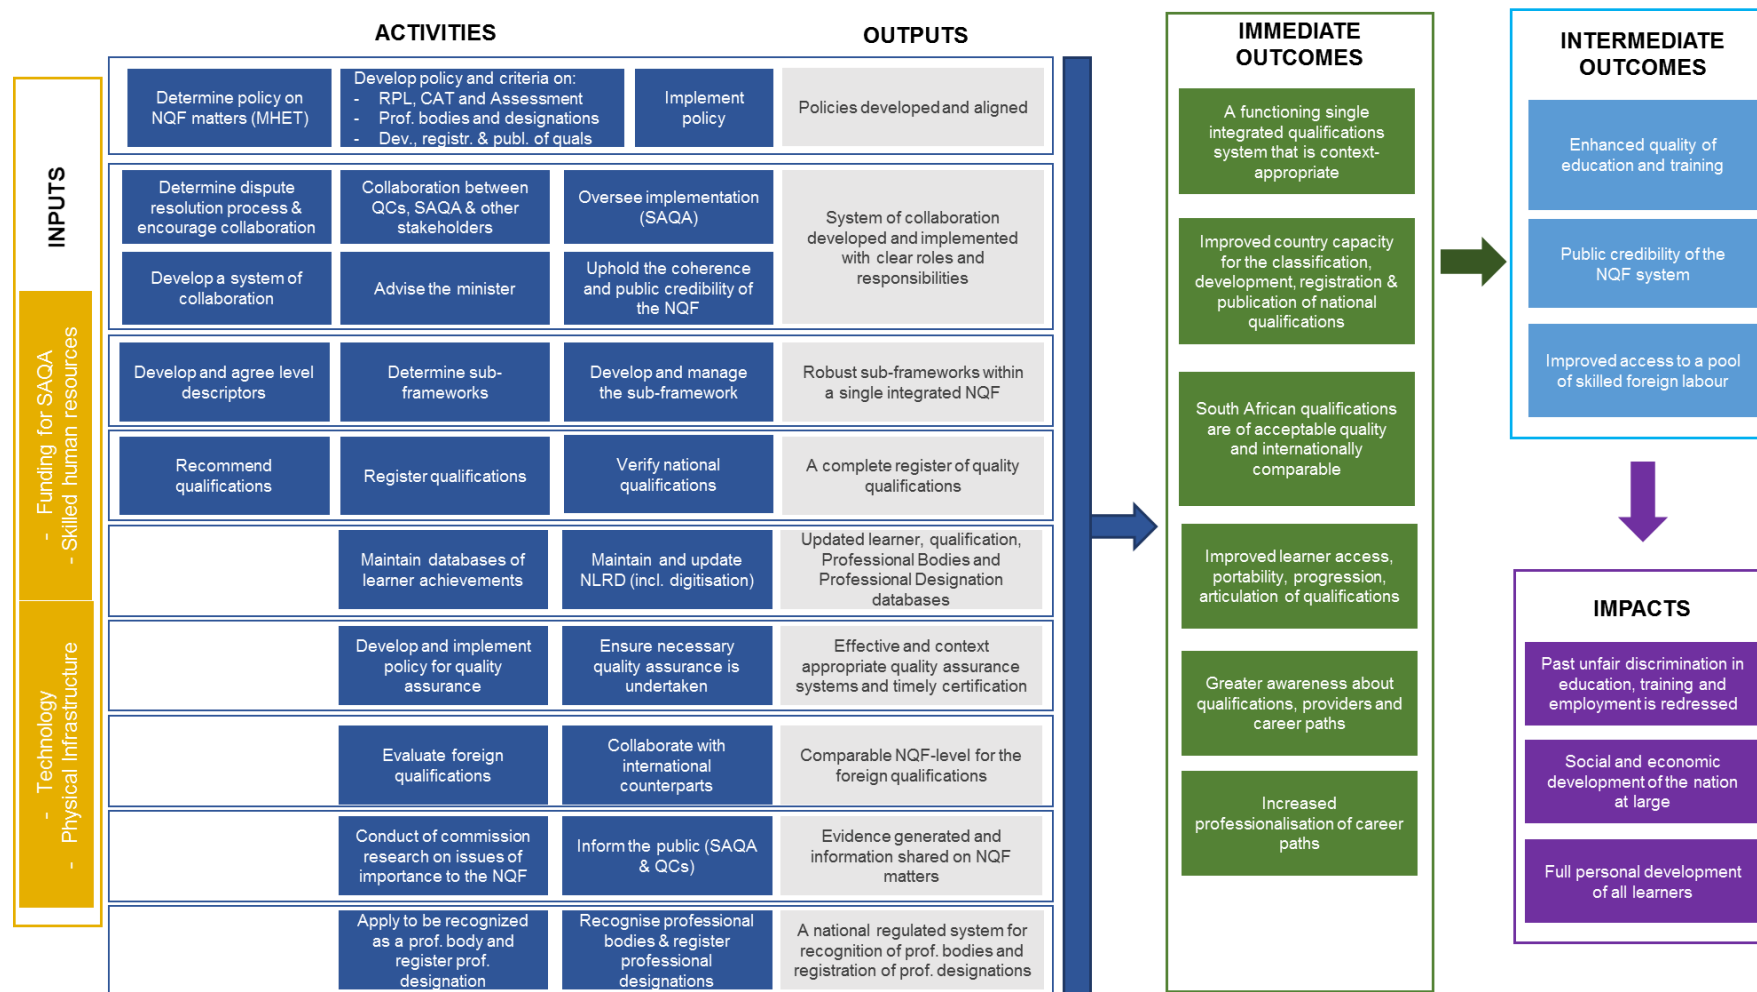 ACTIVITIES
OUTPUTS
INPUTS
- Funding for SAQA
- Skilled human resources
- Technology
- Physical Infrastructure
Determine policy on
NQF matters (MHET)
Develop policy and criteria on:
- RPL, CAT and Assessment
- Prof. bodies and designations
- Dev., registr. & publ. of quals
Implement
policy
Policies developed and aligned
Determine dispute
resolution process &
encourage collaboration
Collaboration between
QCs, SAQA & other
stakeholders
Oversee implementation
(SAQA)
Develop a system of
collaboration
Advise the minister
Uphold the coherence
and public credibility of
the NQF
System of collaboration
developed and implemented
with clear roles and
responsibilities
Develop and agree level
descriptors
Determine sub-
frameworks
Develop and manage
the sub-framework
Robust sub-frameworks within
a single integrated NQF
Recommend
qualifications
Register qualifications
Verify national
qualifications
A complete register of quality
qualifications
Maintain databases of
learner achievements
Maintain and update
NLRD (incl. digitisation)
Updated learner, qualification,
Professional Bodies and
Professional Designation
databases
Develop and implement
policy for quality
assurance
Ensure necessary
quality assurance is
undertaken
Effective and context
appropriate quality assurance
systems and timely certification
Evaluate foreign
qualifications
Collaborate with
international
counterparts
Comparable NQF-level for the
foreign qualifications
Conduct of commission
research on issues of
importance to the NQF
Inform the public (SAQA
& QCs)
Evidence generated and
information shared on NQF
matters
Apply to be recognized
as a prof. body and
register prof.
designation
Recognise professional
bodies & register
professional
designations
A national regulated system for
recognition of prof. bodies and
registration of prof. designations
IMMEDIATE
OUTCOMES
A functioning single
integrated qualifications
system that is context-
appropriate
Improved country capacity
for the classification,
development, registration &
publication of national
qualifications
South African qualifications
are of acceptable quality
and internationally
comparable
Improved learner access,
portability, progression,
articulation of qualifications
Greater awareness about
qualifications, providers and
career paths
Increased
professionalisation of career
paths
INTERMEDIATE
OUTCOMES
Enhanced quality of
education and training
Public credibility of the
NQF system
Improved access to a pool
of skilled foreign labour
IMPACTS
Past unfair discrimination in
education, training and
employment is redressed
Social and economic
development of the nation
at large
Full personal development
of all learners